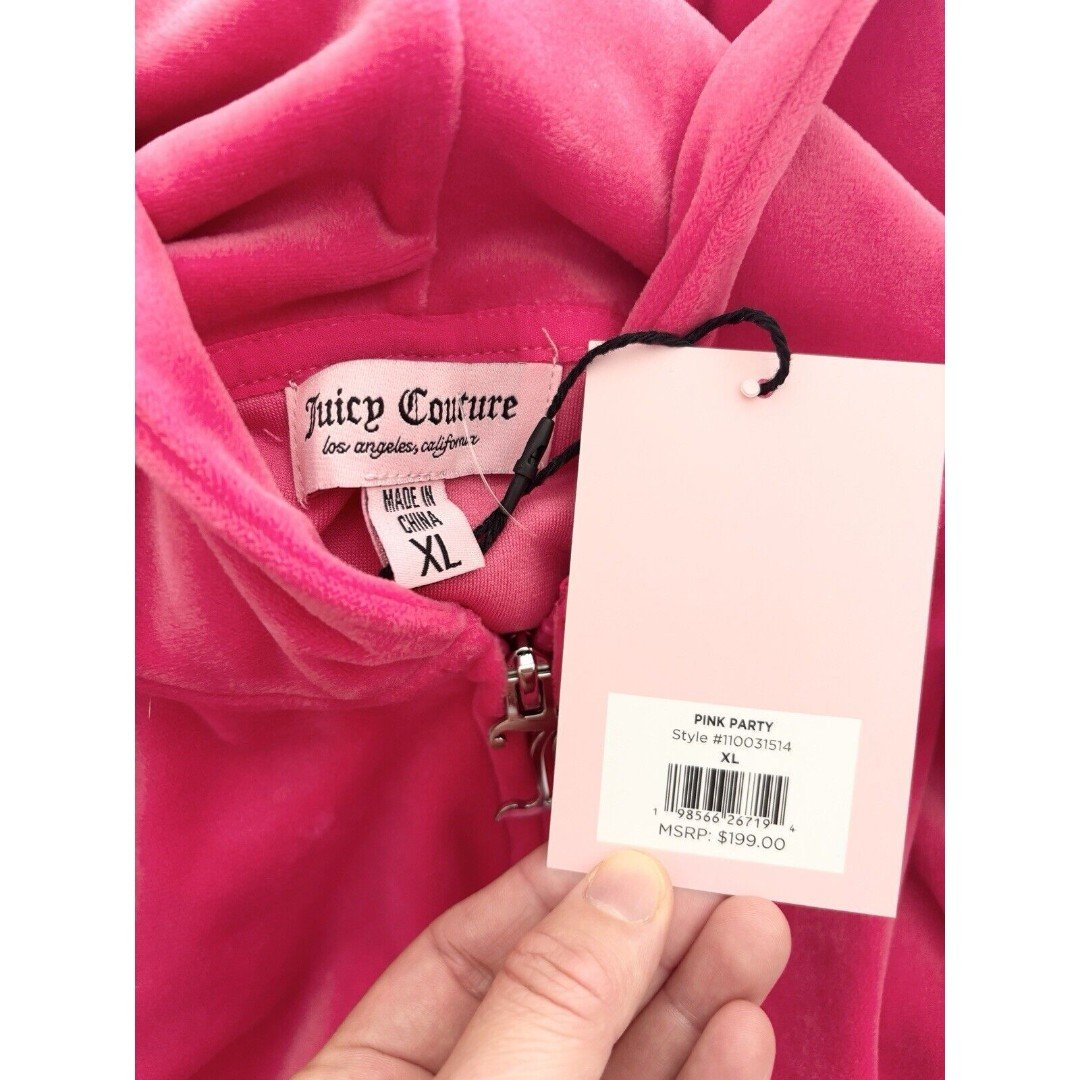 Juicy Couture
los angeles, california
MADE IN
CHINA
XL
PINK PARTY
Style #110031514
XL
1 98566 26719 4
MSRP: $199.00